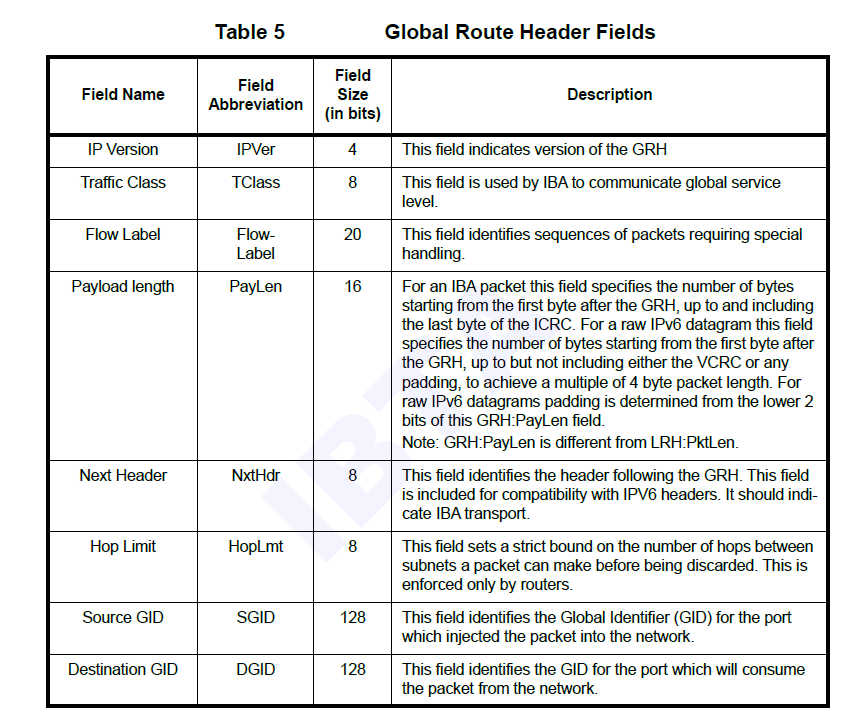 Table 5 Global Route Header Fields
Field Name
Field
Abbreviation
Field
Size
(in bits)
Description
IP Version IPVer 4 This field indicates version of the GRH
Traffic Class TClass 8 This field is used by IBA to communicate global service
level.
Flow Label Flow- 20 This field identifies sequences of packets requiring special
Label handling.
Payload length PayLen 16 For an IBA packet this field specifies the number of bytes
starting from the first byte after the GRH, up to and including
the last byte of the ICRC. For a raw IPv6 datagram this field
specifies the number of bytes starting from the first byte after
the GRH, up to but not including either the VCRC or any
padding, to achieve a multiple of 4 byte packet length. For
raw IPv6 datagrams padding is determined from the lower 2
bits of this GRH:PayLen field.
Note: GRH:PayLen is different from LRH:PktLen.
Next Header NxtHdr 8 This field identifies the header following the GRH. This field
is included for compatibility with IPV6 headers. It should indi-
cate IBA transport.
Hop Limit HopLmt 8 This field sets a strict bound on the number of hops between
subnets a packet can make before being discarded. This is
enforced only by routers.
Source GID SGID 128 This field identifies the Global Identifier (GID) for the port
which injected the packet into the network.
Destination GID DGID 128 This field identifies the GID for the port which will consume
the packet from the network.